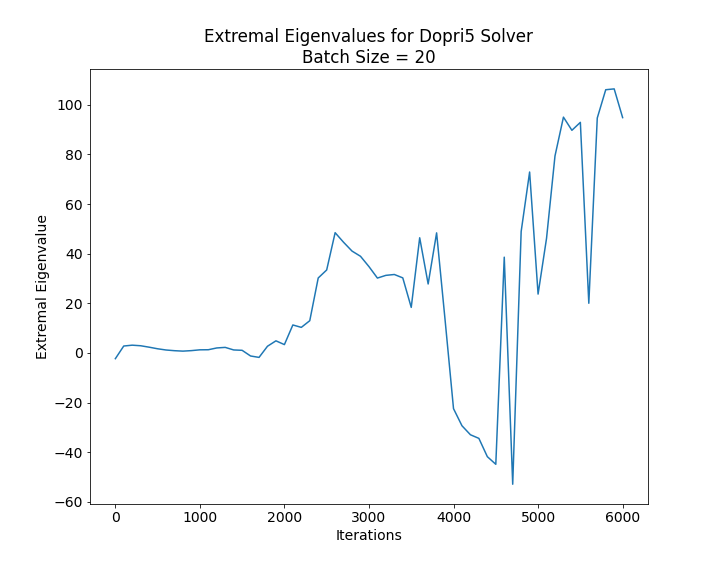 Extremal Eigenvalues for Dopri5 Solver
Batch Size = 20
100
80
60
40
20
0
−20
−40
−60
Extremal Eigenvalue
0 1000 2000 3000 4000 5000 6000
Iterations